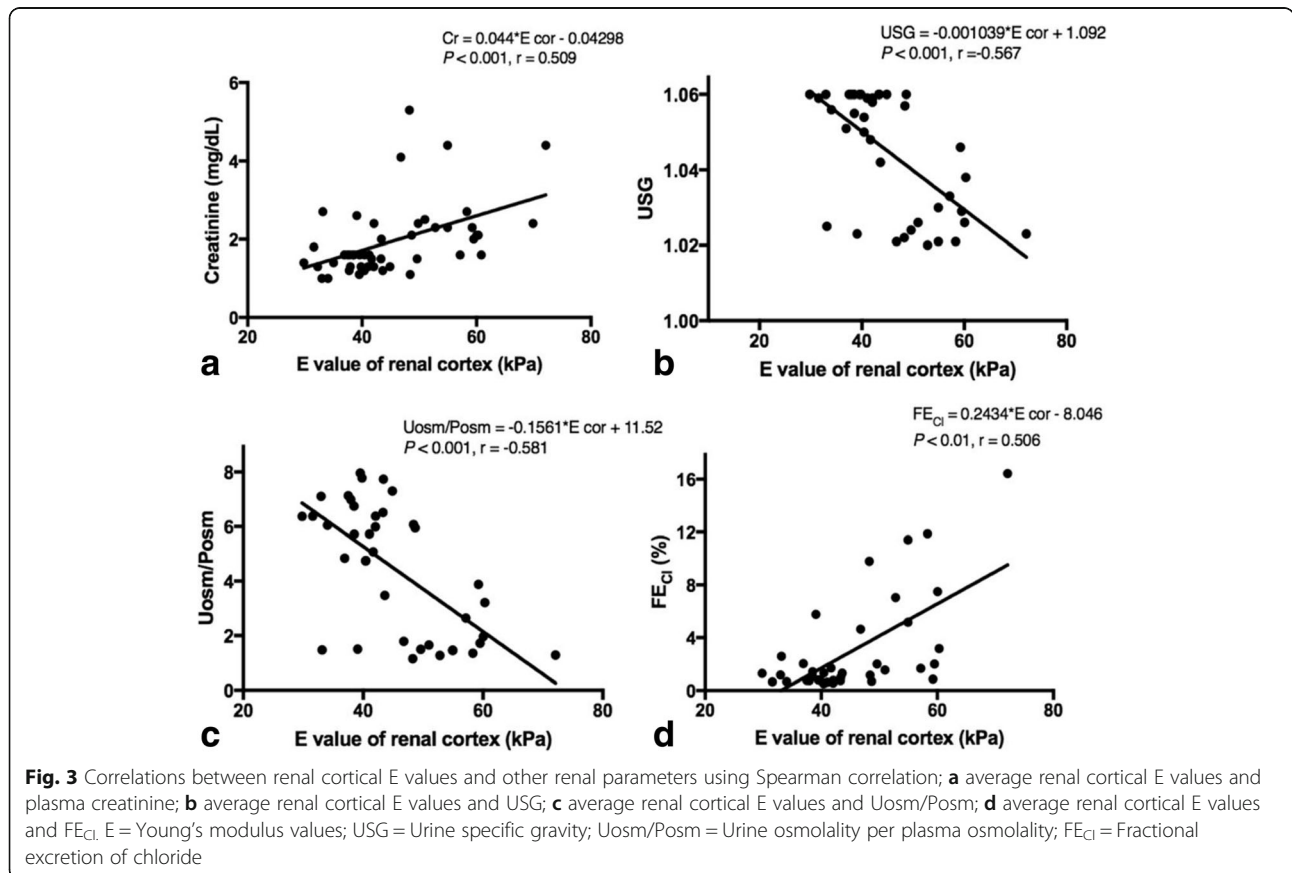 Cr = 0.044*E cor - 0.04298
P < 0.001, r = 0.509
6
4
2
0
Creatinine (mg/dL)
20
40
60
80
E value of renal cortex (kPa)
a
USG = -0.001039*E cor + 1.092
P < 0.001, r =-0.567
1.06
1.04
1.02
1.00
USG
20
40
60
80
E value of renal cortex (kPa)
b
Uosm/Posm = -0.1561*E cor + 11.52
P < 0.001, r = -0.581
8
6
4
2
0
Uosm/Posm
20
40
60
80
E value of renal cortex (kPa)
c
FECl = 0.2434*E cor - 8.046
P < 0.01, r = 0.506
16
12
8
4
0
FECl (%)
20
40
60
80
E value of renal cortex (kPa)
d
Fig. 3 Correlations between renal cortical E values and other renal parameters using Spearman correlation; a average renal cortical E values and
plasma creatinine; b average renal cortical E values and USG; c average renal cortical E values and Uosm/Posm; d average renal cortical E values
and FECl. E = Young's modulus values; USG = Urine specific gravity; Uosm/Posm = Urine osmolality per plasma osmolality; FECl = Fractional
excretion of chloride